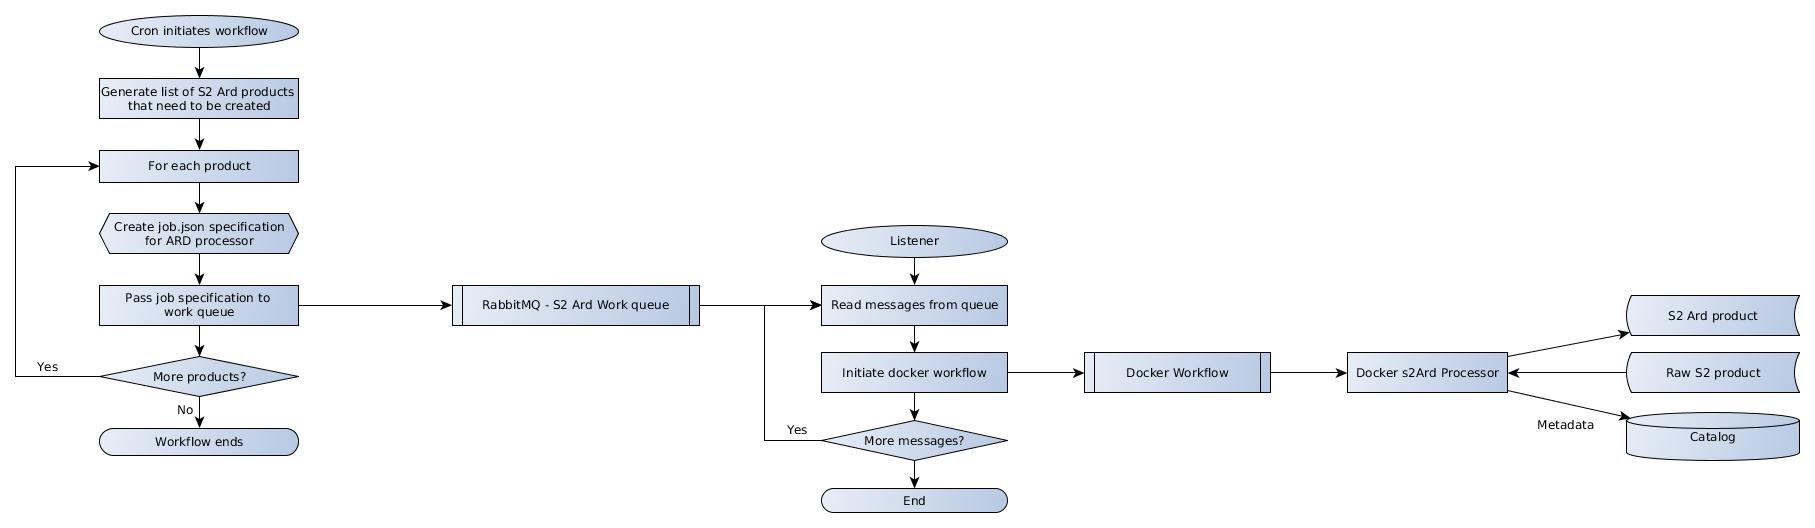 Cron initiates workflow
Generate list of S2 Ard products
that need to be created
For each product
Create job.json specification
for ARD processor
Pass job specification to
work queue
Yes
More products?
No
Workflow ends
RabbitMQ - S2 Ard Work queue
Listener
Read messages from queue
Initiate docker workflow
Yes
More messages?
End
Docker Workflow
Docker s2Ard Processor
S2 Ard product
Raw S2 product
Metadata
Catalog